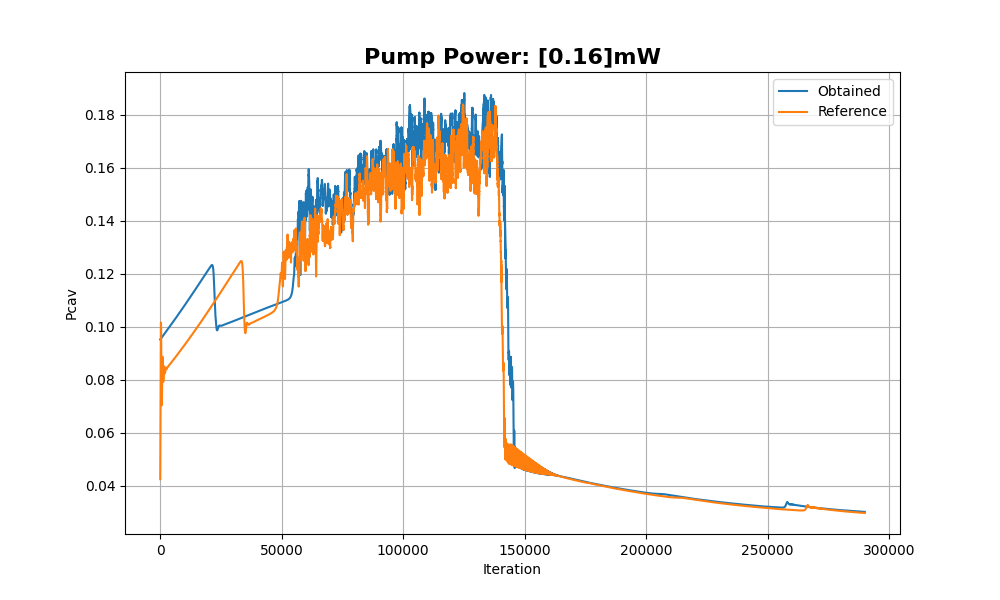 Pump Power: [0.16]mW
Obtained
Reference
0.18
0.16
0.14
0.12
0.10
0.08
0.06
0.04
Pcav
0 50000 100000 150000 200000 250000 300000
Iteration